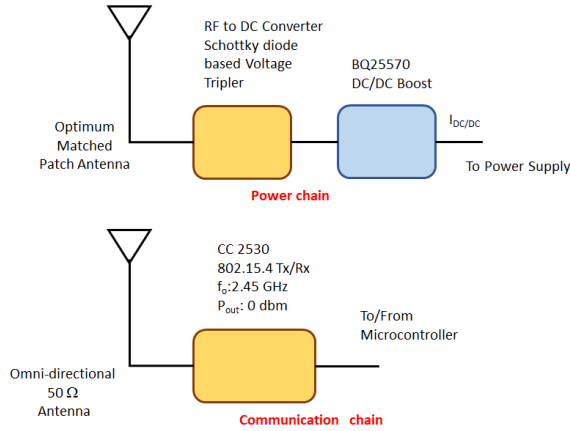 RF to DC Converter
Schottky diode
based Voltage
Tripler
BQ25570
DC/DC Boost
I_DC/DC
Optimum
Matched
Patch Antenna
To Power Supply
Power chain
CC 2530
802.15.4 Tx/Rx
f_o:2.45 GHz
P_out: 0 dbm
To/From
Microcontroller
Omni-directional
50 Ω
Antenna
Communication chain